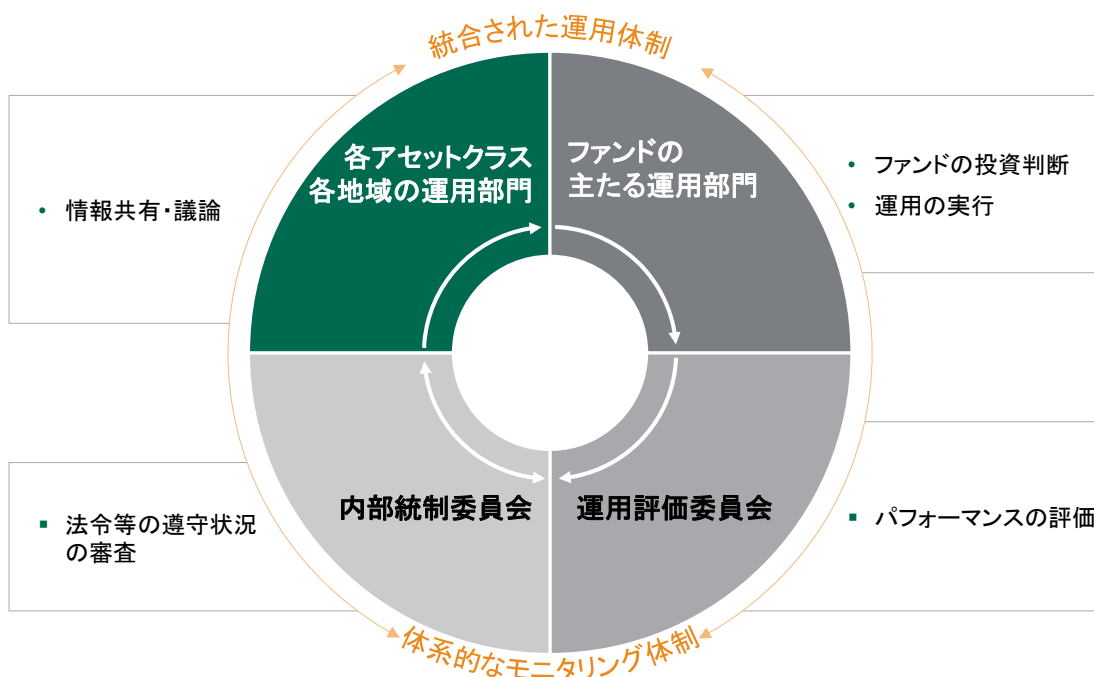 統合された運用体制
各アセットクラス
各地域の運用部門
ファンドの
主たる運用部門
• 情報共有・議論
• ファンドの投資判断
• 運用の実行
内部統制委員会
運用評価委員会
▪ 法令等の遵守状況
の審査
▪ パフォーマンスの評価
体系的なモニタリング体制